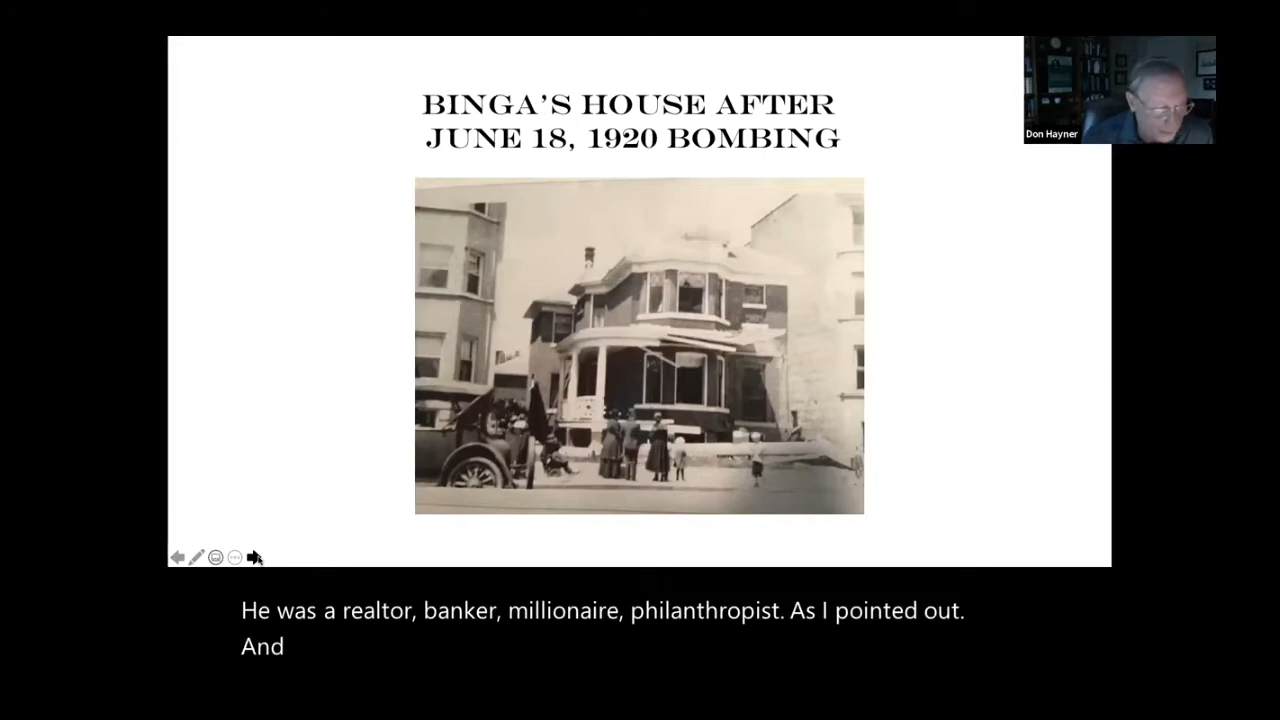 BINGA'S HOUSE AFTER
JUNE 18, 1920 BOMBING
Don Hayner
He was a realtor, banker, millionaire, philanthropist. As I pointed out.
And